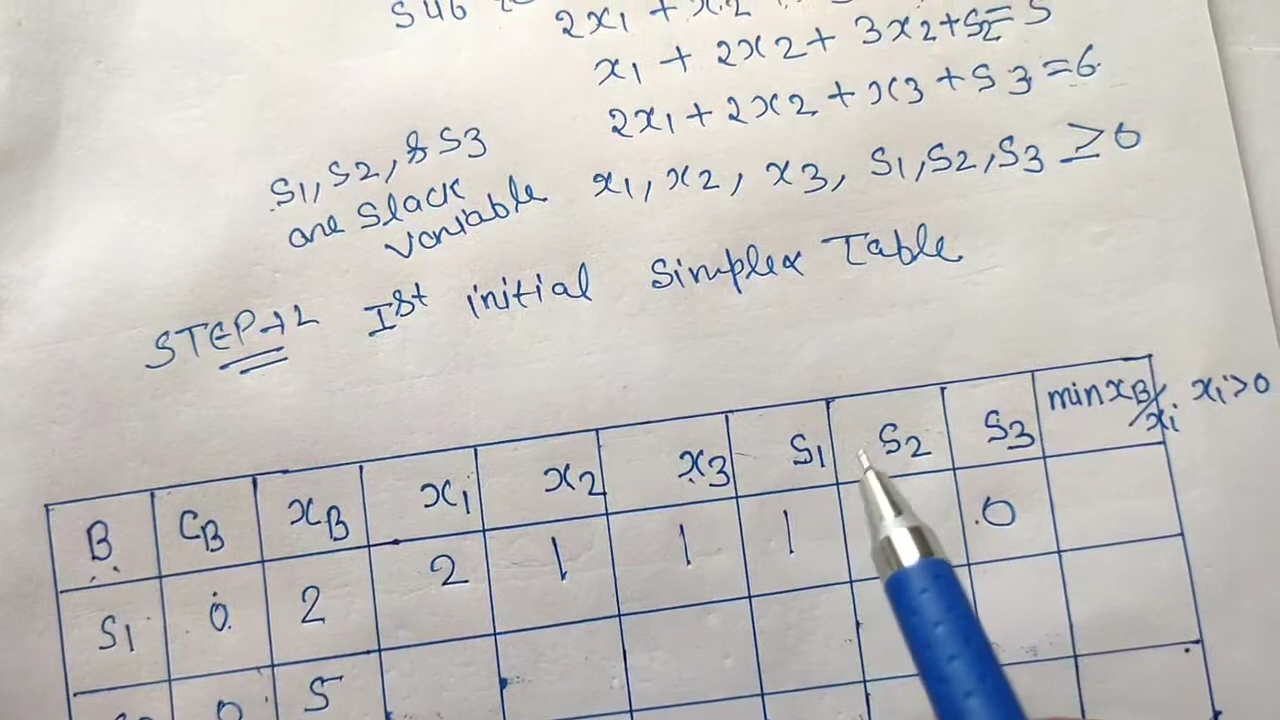 sub
2x1 + x2
x1 + 2x2 + 3x2+s2=5
2x1 + 2x2 + x3 + s3 = 6
s1, s2, & s3
are slack
variable
x1, x2, x3, s1, s2, s3 ≥ 0
STEP→2 Ist initial simplex Table
B CB xB x1 x2 x3 s1 s2 s3 min xB/xi xi>0
s1 0 2 2 1 1 1 0
0 5